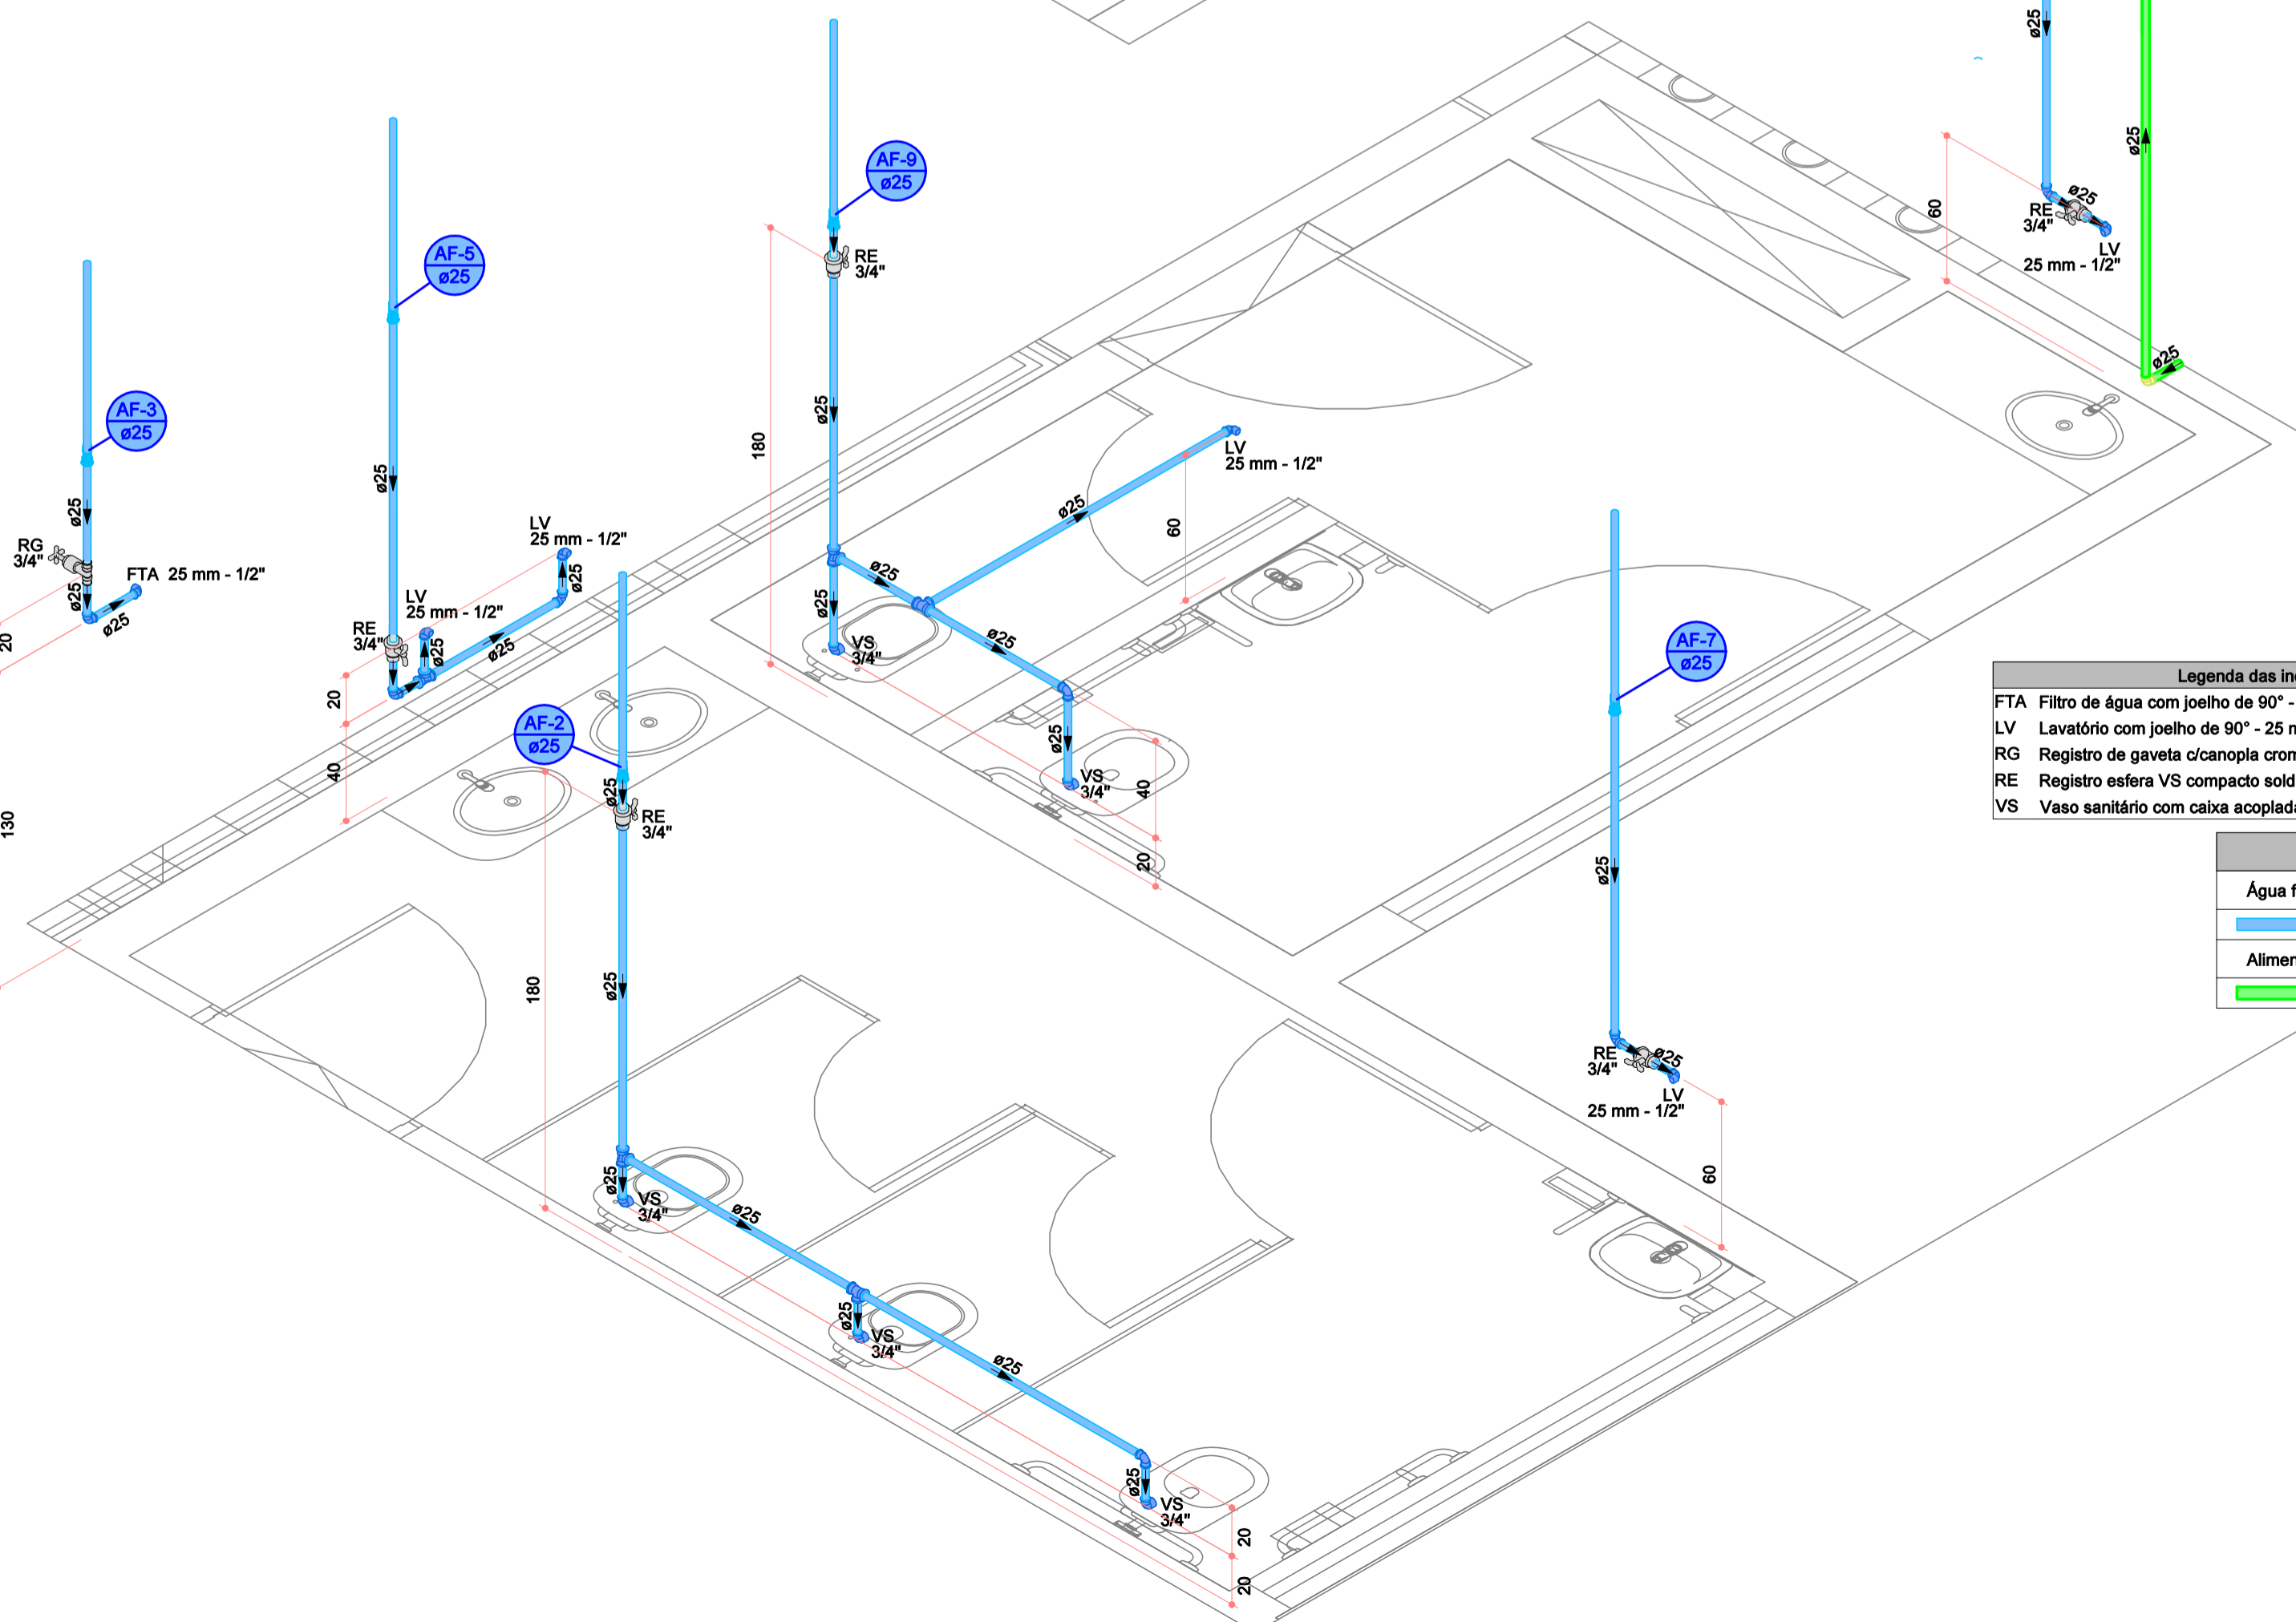 ø25
ø25
60
ø25
RE
3/4"
LV
25 mm - 1/2"
ø25
AF-9
ø25
RE
3/4"
180
ø25
ø25
ø25
ø25
ø25
LV
25 mm - 1/2"
60
VS
3/4"
ø25
VS
3/4"
40
20
AF-5
ø25
ø25
LV
25 mm - 1/2"
ø25
LV
25 mm - 1/2"
RE
3/4"
ø25
ø25
20
40
AF-3
ø25
ø25
RG
3/4"
FTA 25 mm - 1/2"
ø25
ø25
20
130
AF-2
ø25
ø25
RE
3/4"
180
ø25
ø25
VS
3/4"
ø25
ø25
VS
3/4"
ø25
ø25
VS
3/4"
20
20
AF-7
ø25
ø25
RE
3/4"
ø25
LV
25 mm - 1/2"
60
Legenda das
FTA Filtro de água com joelho de 90° -
LV Lavatório com joelho de 90° - 25
RG Registro de gaveta c/canopla
RE Registro esfera VS compacto
VS Vaso sanitário com caixa
Água